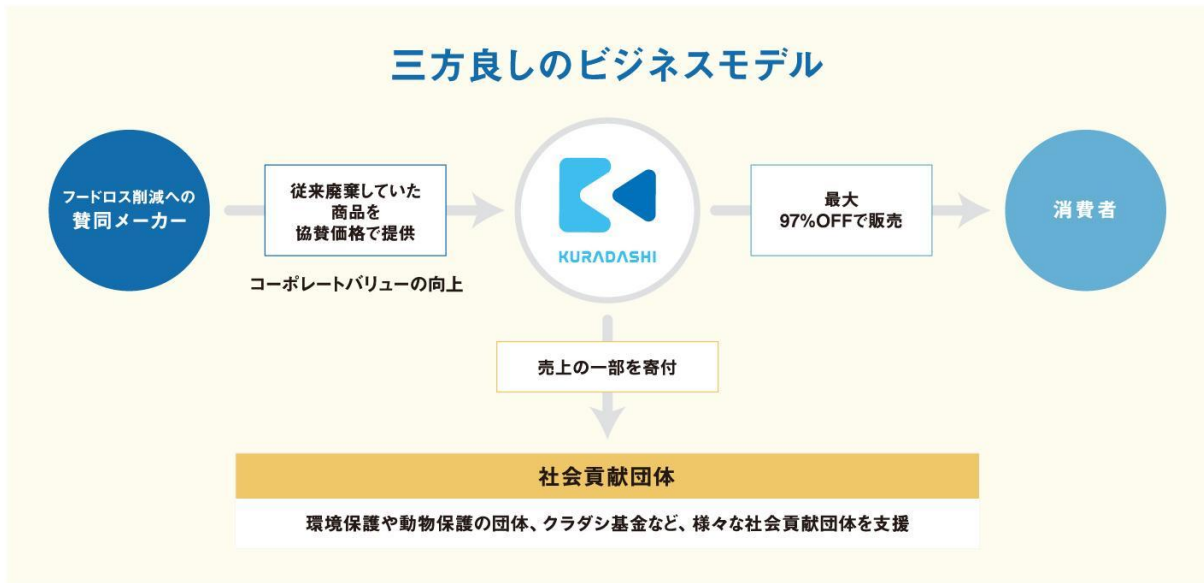 三方良しのビジネスモデル
フードロス削減への
賛同メーカー
従来廃棄していた
商品を
協賛価格で提供
コーポレートバリューの向上
KURADASHI
最大
97%OFFで販売
消費者
売上の一部を寄付
社会貢献団体
環境保護や動物保護の団体、クラダシ基金など、様々な社会貢献団体を支援